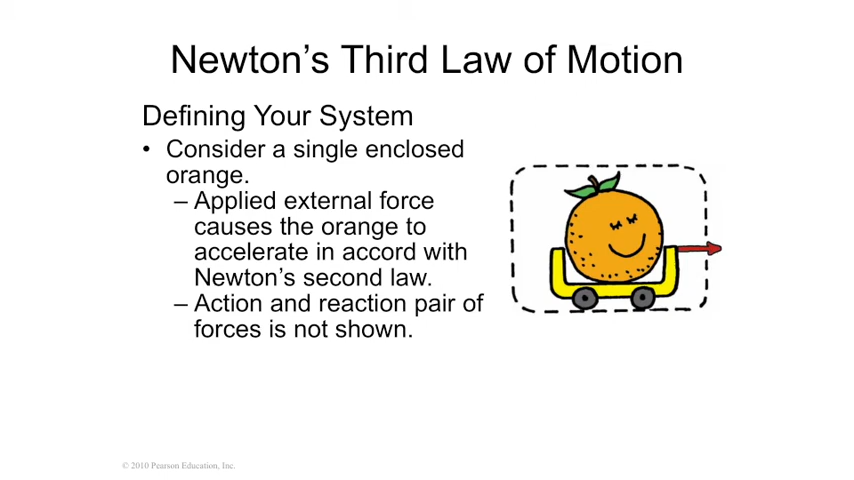 Newton’s Third Law of Motion
Defining Your System
• Consider a single enclosed
orange.
– Applied external force
causes the orange to
accelerate in accord with
Newton’s second law.
– Action and reaction pair of
forces is not shown.
© 2010 Pearson Education, Inc.